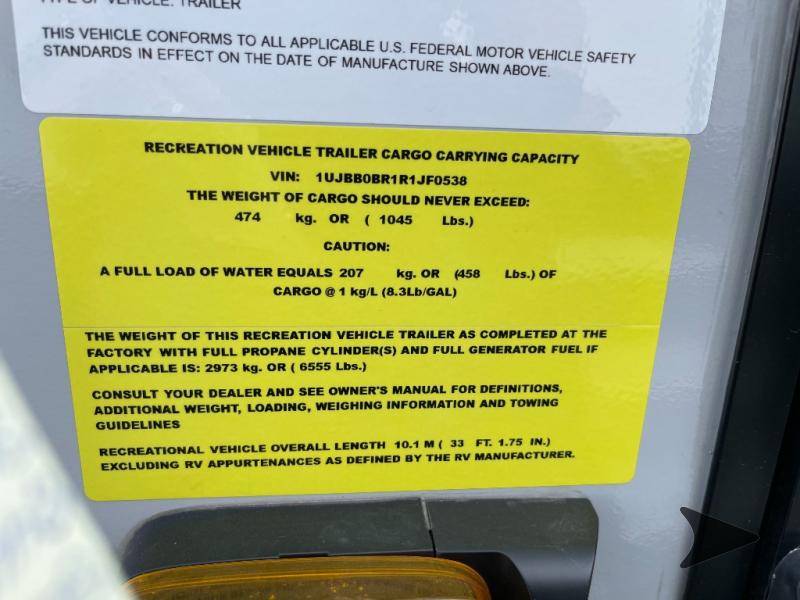 TYPE OF VEHICLE: TRAILER
THIS VEHICLE CONFORMS TO ALL APPLICABLE U.S. FEDERAL MOTOR VEHICLE SAFETY
STANDARDS IN EFFECT ON THE DATE OF MANUFACTURE SHOWN ABOVE.
RECREATION VEHICLE TRAILER CARGO CARRYING CAPACITY
VIN: 1UJBB0BR1R1JF0538
THE WEIGHT OF CARGO SHOULD NEVER EXCEED:
474 kg. OR ( 1045 Lbs.)
CAUTION:
A FULL LOAD OF WATER EQUALS 207 kg. OR (458 Lbs.) OF
CARGO @ 1 kg/L (8.3Lb/GAL)
THE WEIGHT OF THIS RECREATION VEHICLE TRAILER AS COMPLETED AT THE
FACTORY WITH FULL PROPANE CYLINDER(S) AND FULL GENERATOR FUEL IF
APPLICABLE IS: 2973 kg. OR ( 6555 Lbs.)
CONSULT YOUR DEALER AND SEE OWNER'S MANUAL FOR DEFINITIONS,
ADDITIONAL WEIGHT, LOADING, WEIGHING INFORMATION AND TOWING
GUIDELINES
RECREATIONAL VEHICLE OVERALL LENGTH 10.1 M ( 33 FT. 1.75 IN.)
EXCLUDING RV APPURTENANCES AS DEFINED BY THE RV MANUFACTURER.